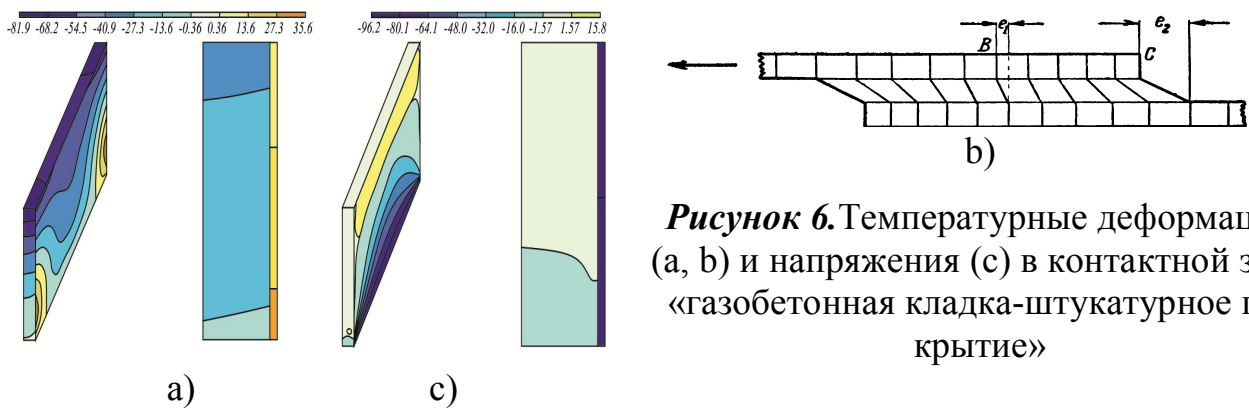 -81.9 -68.2 -54.5 -40.9 -27.3 -13.6 -0.36 0.36 13.6 27.3 35.6
-96.2 -80.1 -64.1 -48.0 -32.0 -16.0 -1.57 1.57 15.8
e₁ e₂
B C
b)
Рисунок 6.Температурные деформац
(a, b) и напряжения (c) в контактной з
«газобетонная кладка-штукатурное п
крытие»
a) c)